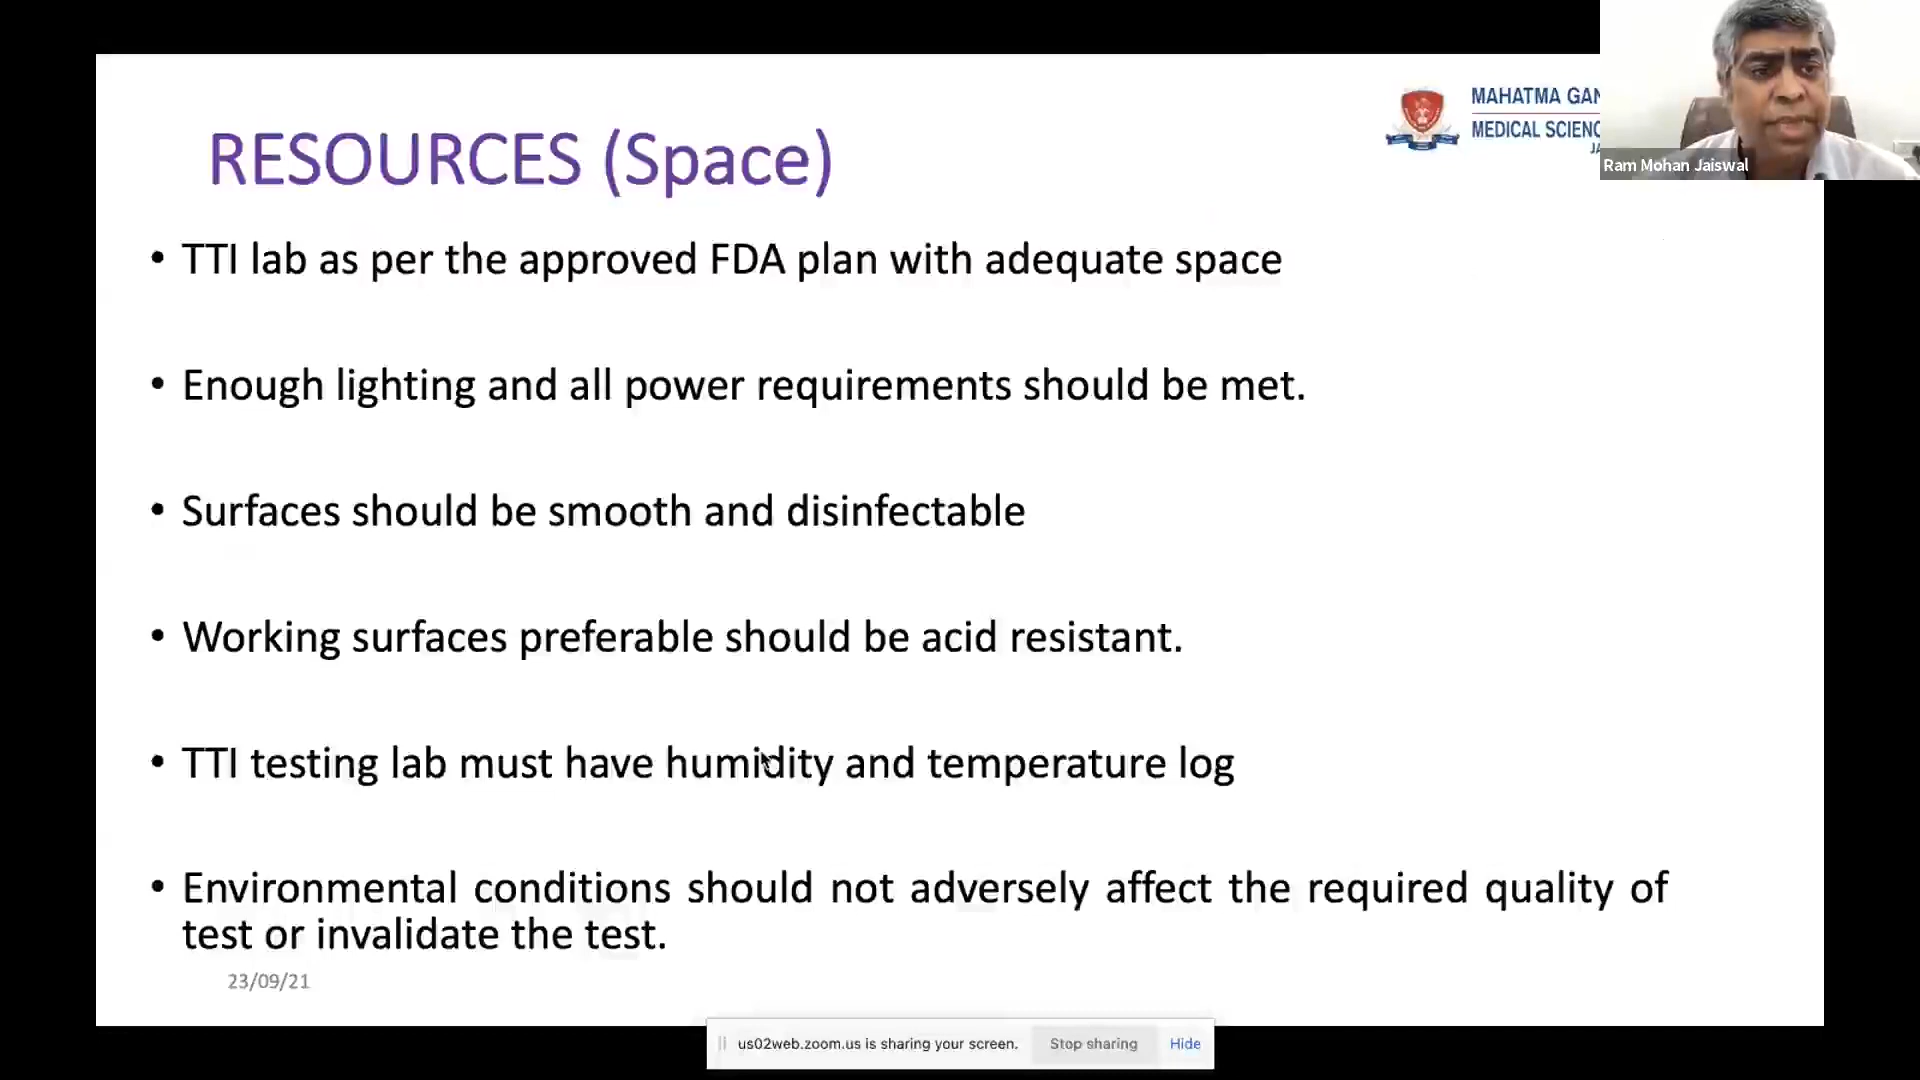 MAHATMA GAN
MEDICAL SCIENC
JA
Ram Mohan Jaiswal
RESOURCES (Space)
• TTI lab as per the approved FDA plan with adequate space
• Enough lighting and all power requirements should be met.
• Surfaces should be smooth and disinfectable
• Working surfaces preferable should be acid resistant.
• TTI testing lab must have humidity and temperature log
• Environmental conditions should not adversely affect the required quality of
test or invalidate the test.
23/09/21
us02web.zoom.us is sharing your screen. Stop sharing Hide